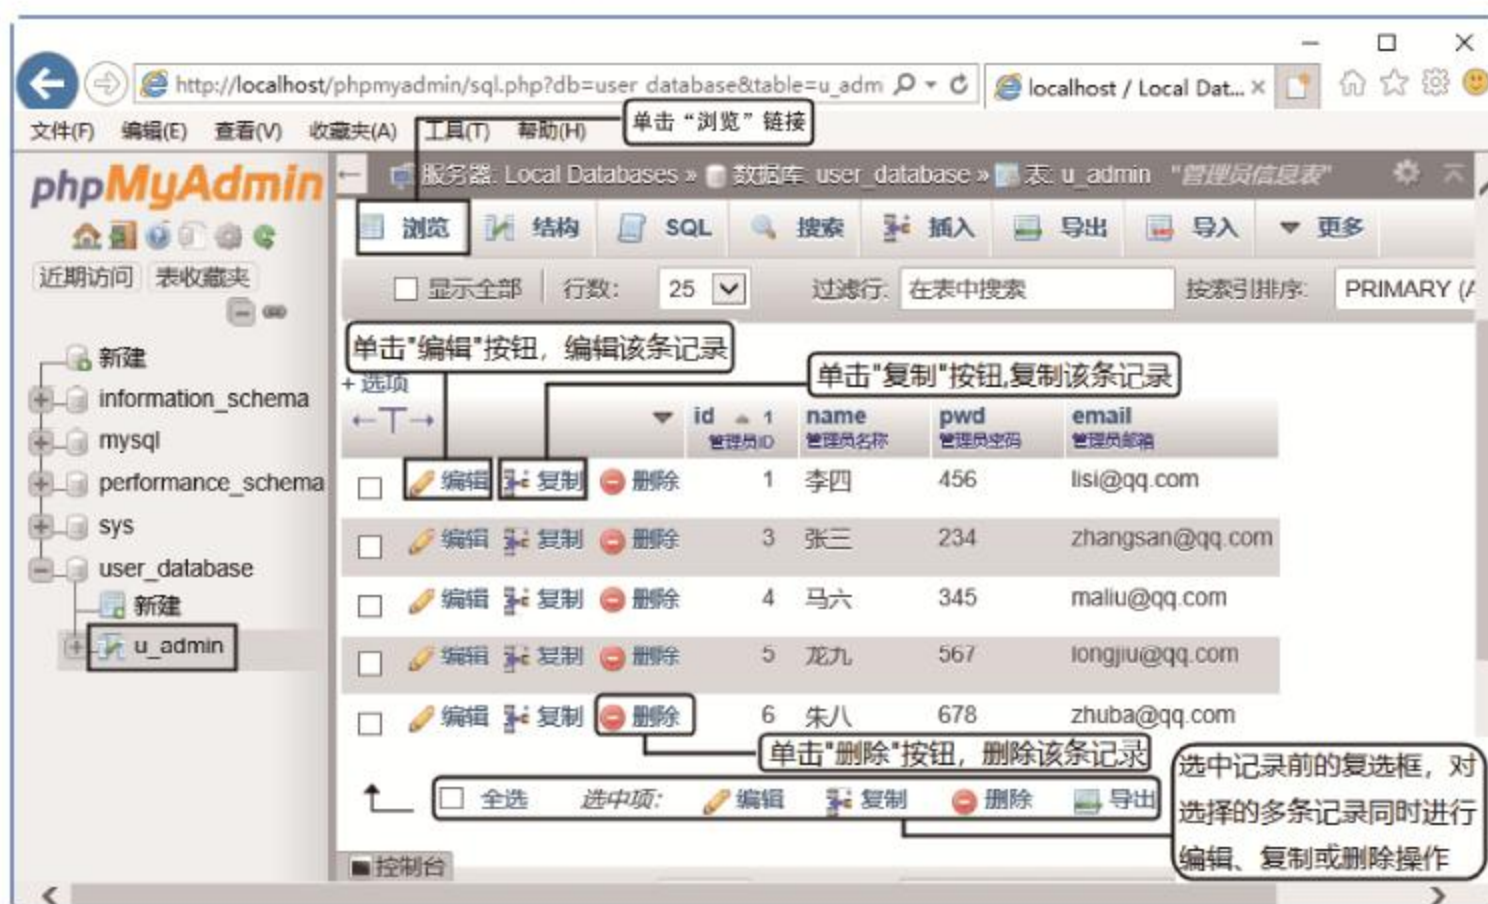 http://localhost/phpmyadmin/sql.php?db=user database&table=u_adm
localhost / Local Dat...
文件(F) 编辑(E) 查看(V) 收藏夹(A) 工具(T) 帮助(H)
单击“浏览”链接
phpMyAdmin
近期访问 表收藏夹
新建
information_schema
mysql
performance_schema
sys
user_database
新建
u_admin
服务器: Local Databases » 数据库: user_database » 表: u_admin "管理员信息表"
浏览 结构 SQL 搜索 插入 导出 导入 更多
显示全部 行数: 25 过滤行: 在表中搜索 按索引排序: PRIMARY (A
单击"编辑"按钮，编辑该条记录
单击"复制"按钮,复制该条记录
+ 选项
←T→ id 1 name pwd email
管理员ID 管理员名称 管理员密码 管理员邮箱
编辑 复制 删除 1 李四 456 lisi@qq.com
编辑 复制 删除 3 张三 234 zhangsan@qq.com
编辑 复制 删除 4 马六 345 maliu@qq.com
编辑 复制 删除 5 龙九 567 longjiu@qq.com
编辑 复制 删除 6 朱八 678 zhuba@qq.com
单击"删除"按钮，删除该条记录
全选 选中项: 编辑 复制 删除 导出
选中记录前的复选框，对
选择的多条记录同时进行
编辑、复制或删除操作
控制台